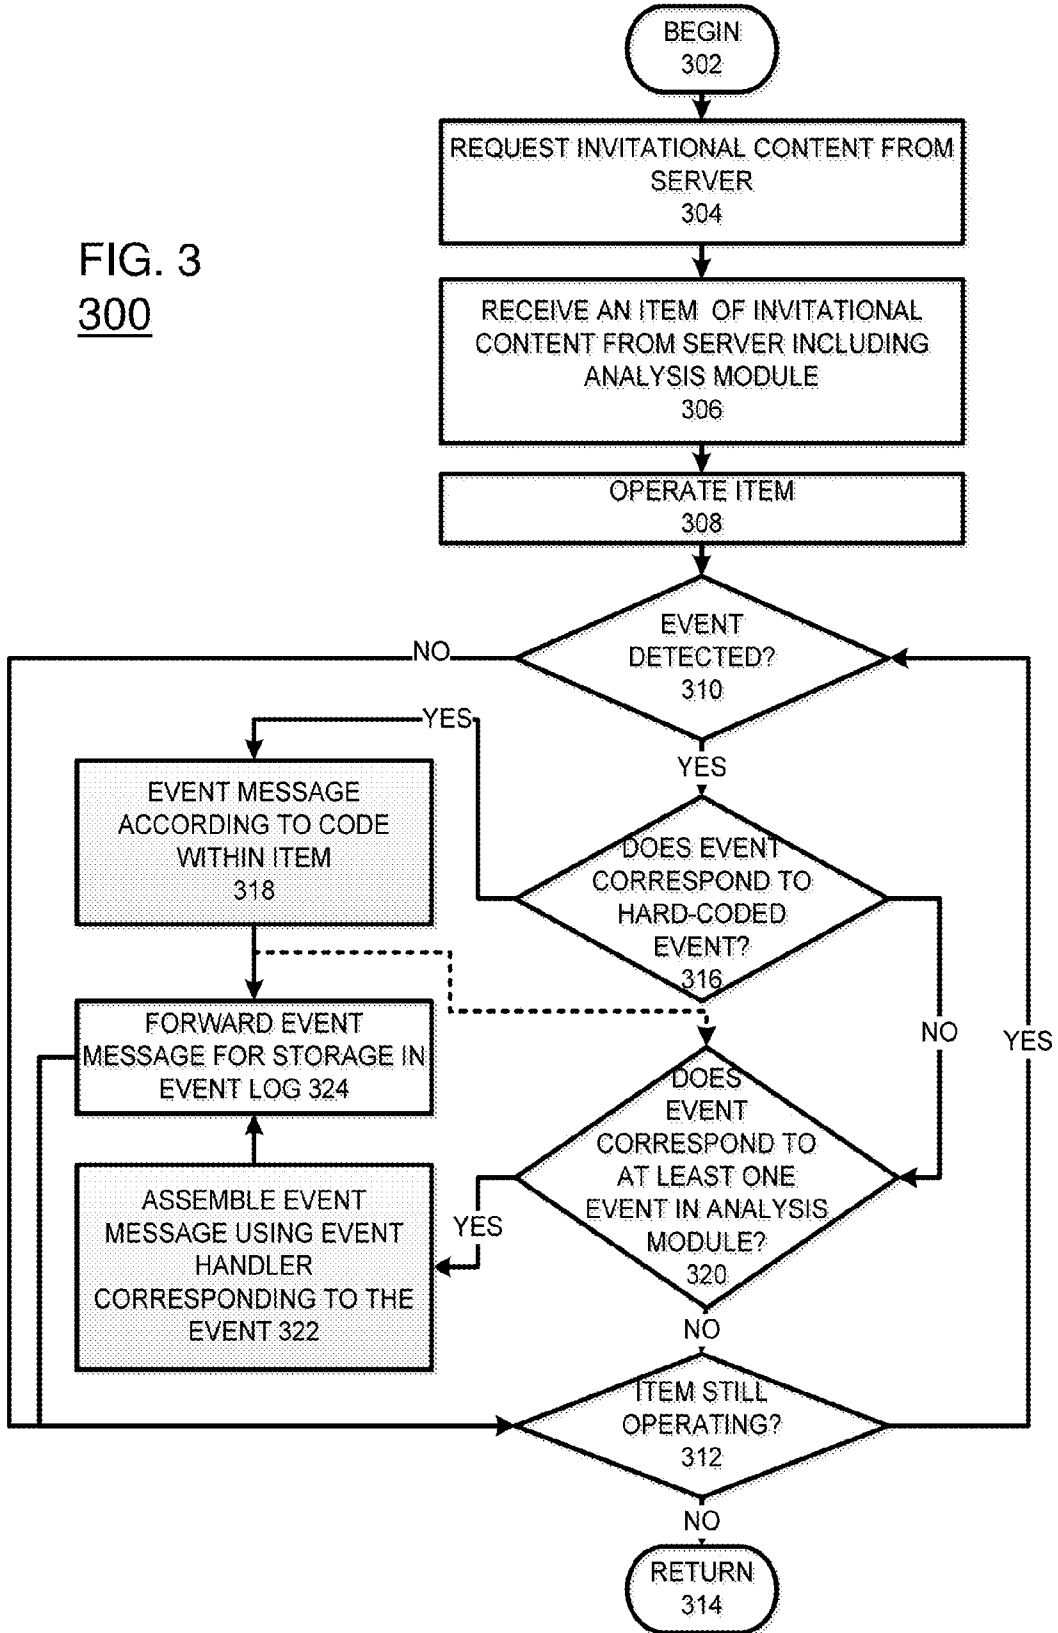 BEGIN
302
REQUEST INVITATIONAL CONTENT FROM
SERVER
304
FIG. 3
300
RECEIVE AN ITEM OF INVITATIONAL
CONTENT FROM SERVER INCLUDING
ANALYSIS MODULE
306
OPERATE ITEM
308
EVENT
DETECTED?
310
NO
YES
YES
EVENT MESSAGE
ACCORDING TO CODE
WITHIN ITEM
318
DOES EVENT
CORRESPOND TO
HARD-CODED
EVENT?
316
NO
YES
FORWARD EVENT
MESSAGE FOR STORAGE IN
EVENT LOG 324
DOES
EVENT
CORRESPOND TO
AT LEAST ONE
EVENT IN ANALYSIS
MODULE?
320
YES
ASSEMBLE EVENT
MESSAGE USING EVENT
HANDLER
CORRESPONDING TO THE
EVENT 322
NO
ITEM STILL
OPERATING?
312
NO
RETURN
314